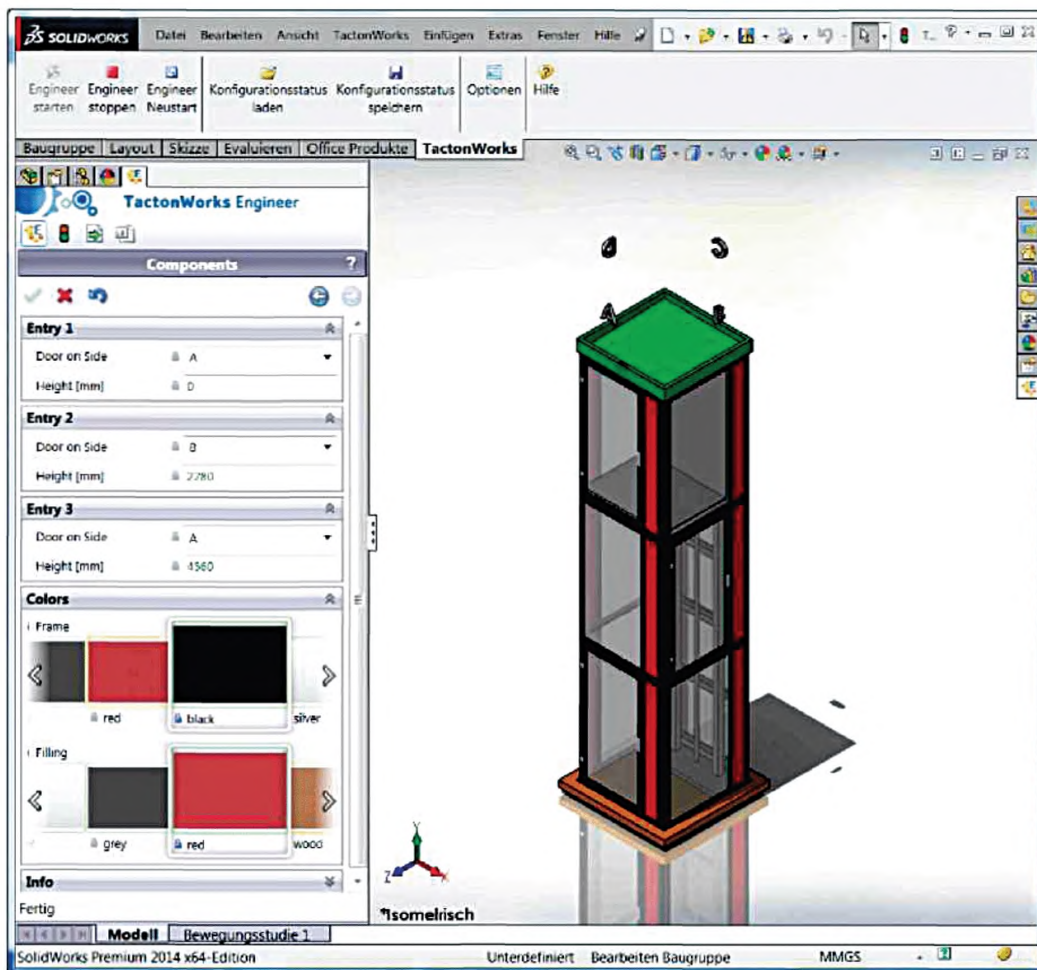 SOLIDWORKS Datei Bearbeiten Ansicht TactonWorks Einfügen Extras Fenster Hilfe T...
Engineer starten Engineer stoppen Engineer Neustart Konfigurationsstatus laden Konfigurationsstatus speichern Optionen Hilfe
Baugruppe Layout Skizze Evaluieren Office Produkte TactonWorks
TactonWorks Engineer
Components ?
Entry 1
Door on Side A
Height [mm] 0
Entry 2
Door on Side B
Height [mm] 2280
Entry 3
Door on Side A
Height [mm] 4560
Colors
Frame
red black silver
Filling
grey red wood
Info
Fertig
D C
A B
Y
Z X
*Isometrisch
Modell Bewegungsstudie 1
SolidWorks Premium 2014 x64-Edition Unterdefiniert Bearbeiten Baugruppe MMGS